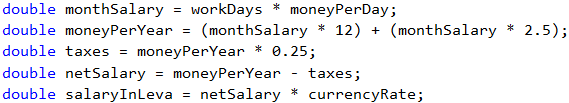 double monthSalary = workDays * moneyPerDay;
double moneyPerYear = (monthSalary * 12) + (monthSalary * 2.5);
double taxes = moneyPerYear * 0.25;
double netSalary = moneyPerYear - taxes;
double salaryInLeva = netSalary * currencyRate;